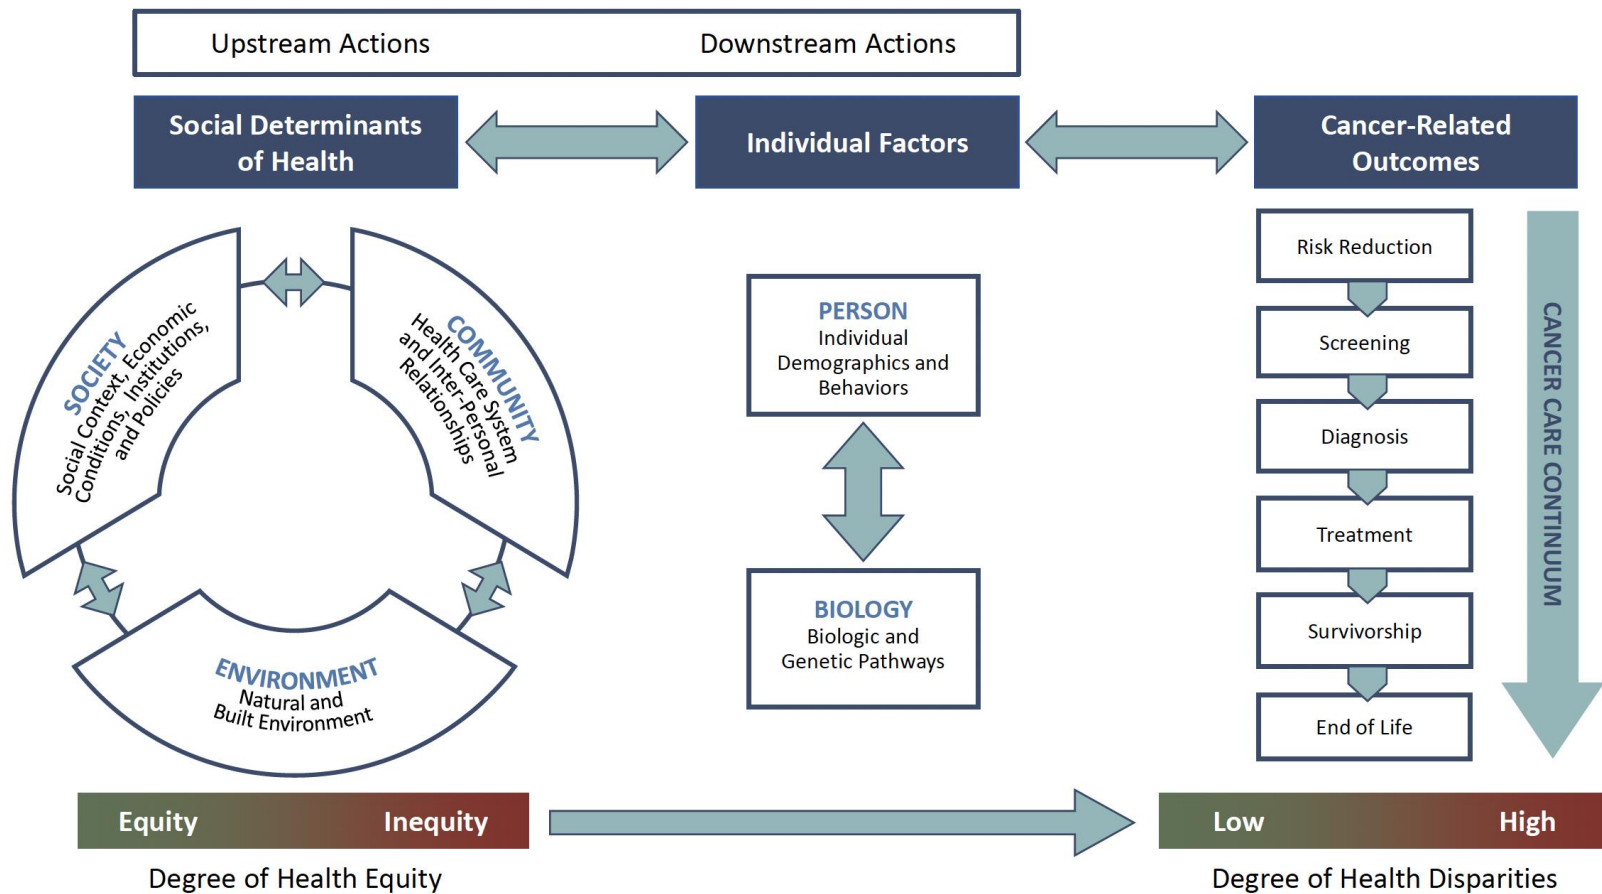 Upstream Actions
Downstream Actions
Social Determinants
of Health
Individual Factors
Cancer-Related
Outcomes
SOCIETY
Social Context, Economic
Conditions, Institutions,
and Policies
COMMUNITY
Health Care System
and Inter-Personal
Relationships
ENVIRONMENT
Natural and
Built Environment
PERSON
Individual
Demographics and
Behaviors
BIOLOGY
Biologic and
Genetic Pathways
Risk Reduction
Screening
Diagnosis
Treatment
Survivorship
End of Life
CANCER CARE CONTINUUM
Equity
Inequity
Degree of Health Equity
Low
High
Degree of Health Disparities